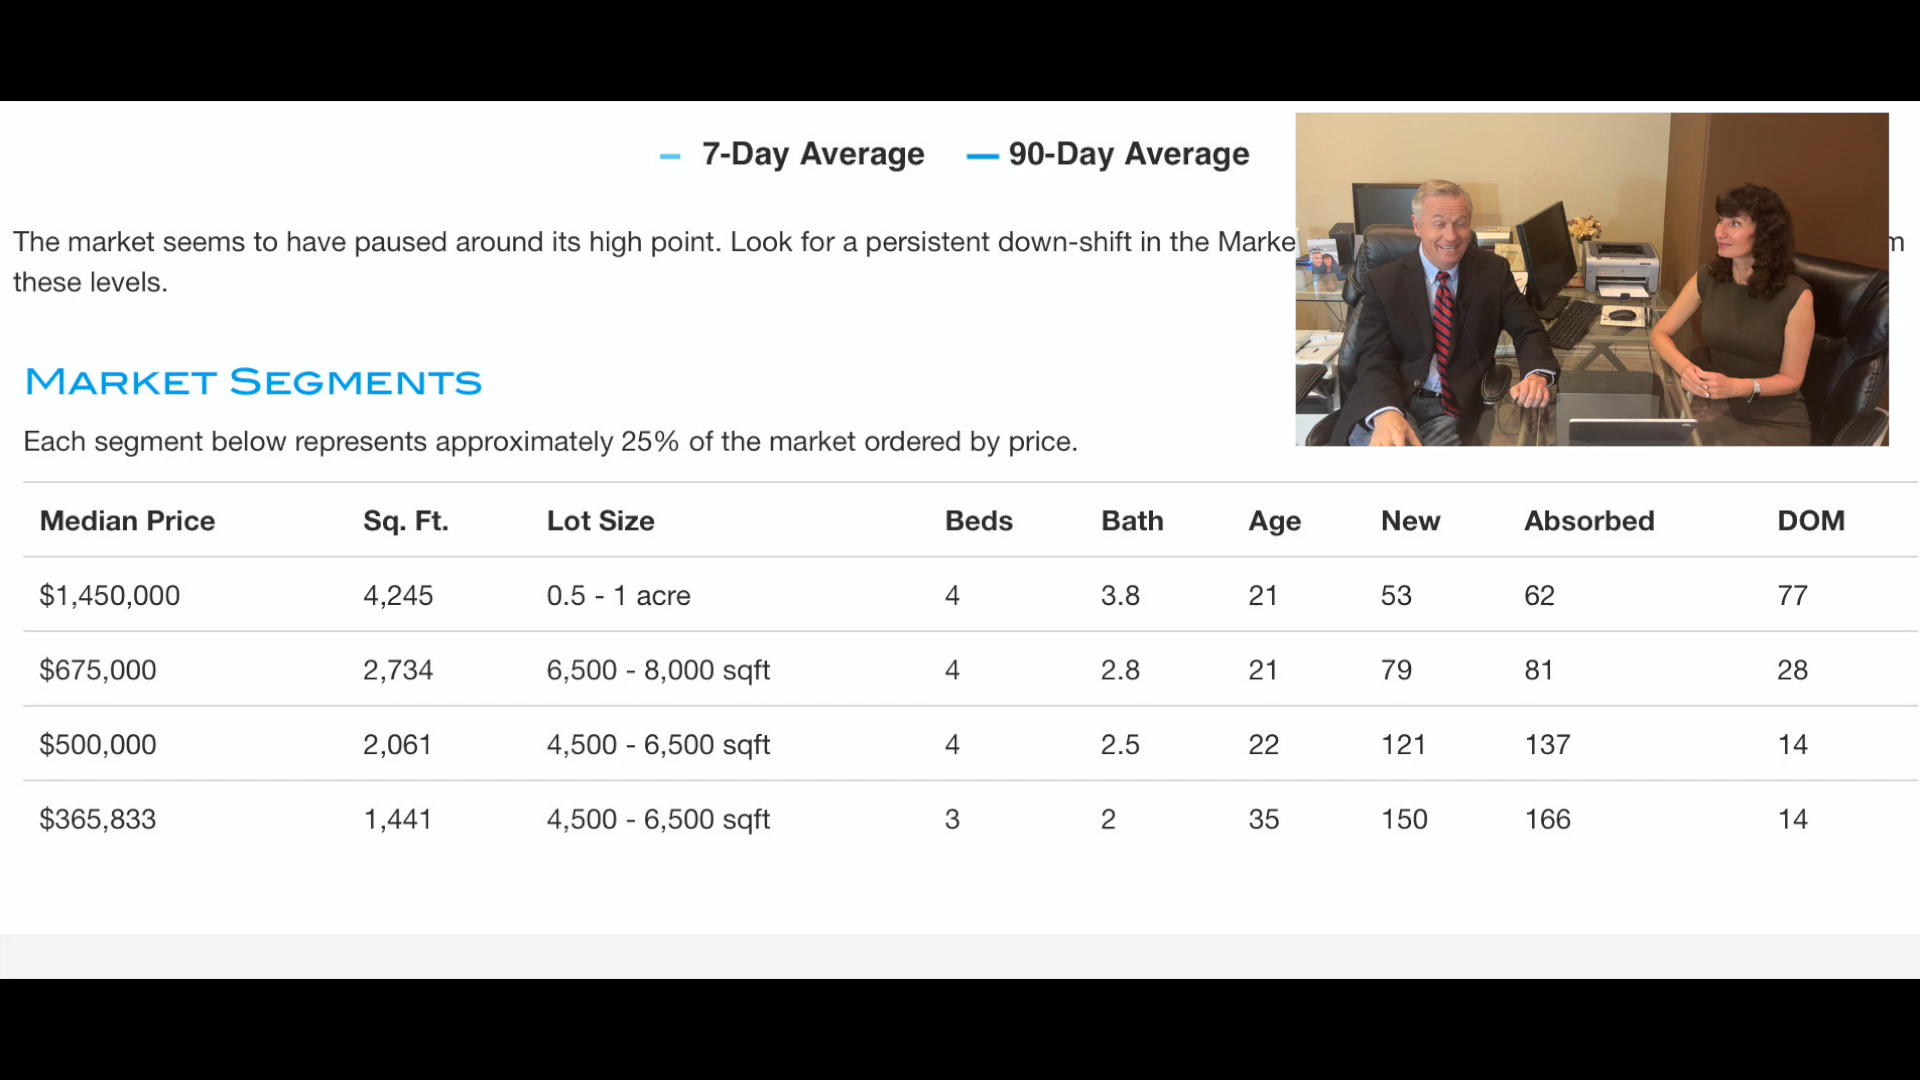 7-Day Average 90-Day Average
The market seems to have paused around its high point. Look for a persistent down-shift in the
these levels.
MARKET SEGMENTS
Each segment below represents approximately 25% of the market ordered by price.
Median Price Sq. Ft. Lot Size Beds Bath Age New Absorbed DOM
$1,450,000 4,245 0.5 - 1 acre 4 3.8 21 53 62 77
$675,000 2,734 6,500 - 8,000 sqft 4 2.8 21 79 81 28
$500,000 2,061 4,500 - 6,500 sqft 4 2.5 22 121 137 14
$365,833 1,441 4,500 - 6,500 sqft 3 2 35 150 166 14